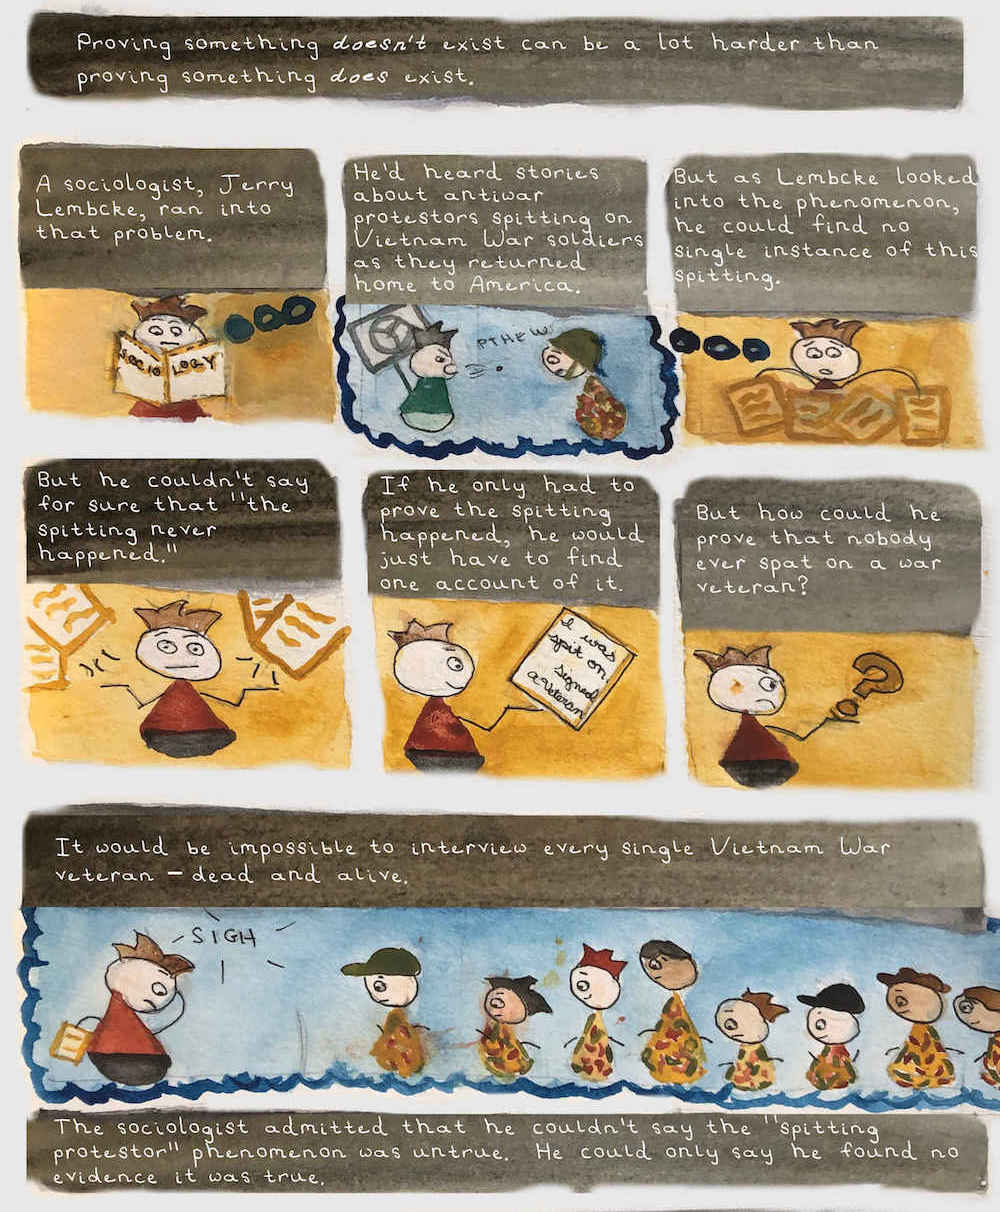 Proving something doesn't exist can be a lot harder than
proving something does exist.
A sociologist, Jerry
Lembcke, ran into
that problem.
SOCIO LOGY
He'd heard stories
about antiwar
protestors spitting on
Vietnam War soldiers
as they returned
home to America.
PTHEW
But as Lembcke looked
into the phenomenon,
he could find no
single instance of this
spitting.
But he couldn't say
for sure that "the
spitting never
happened."
If he only had to
prove the spitting
happened, he would
just have to find
one account of it.
I was
spit on
signed
a veteran
But how could he
prove that nobody
ever spat on a war
veteran?
It would be impossible to interview every single Vietnam War
veteran – dead and alive.
SIGH
The sociologist admitted that he couldn't say the "spitting
protestor" phenomenon was untrue. He could only say he found no
evidence it was true.